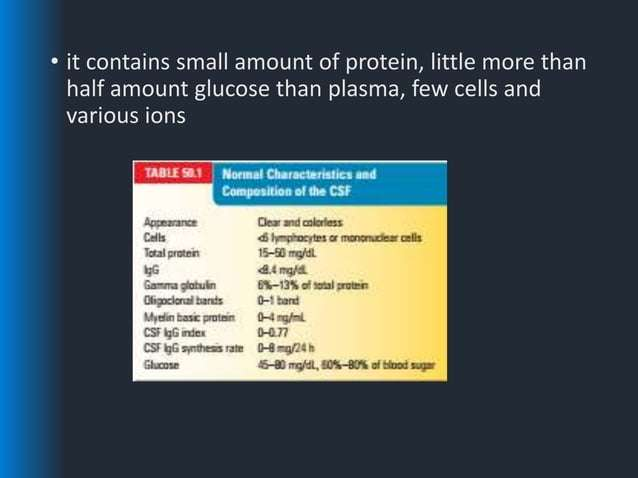 • it contains small amount of protein, little more than
half amount glucose than plasma, few cells and
various ions
TABLE 50.1 Normal Characteristics and
Composition of the CSF
Appearance Clear and colorless
Cells <6 lymphocytes or mononuclear cells
Total protein 15–50 mg/dL
IgG <8.4 mg/dL
Gamma globulin 6%–13% of total protein
Oligoclonal bands 0–1 band
Myelin basic protein 0–4 ng/mL
CSF IgG index 0–0.77
CSF IgG synthesis rate 0–8 mg/24 h
Glucose 45–80 mg/dL, 60%–80% of blood sugar